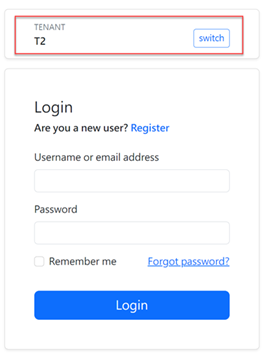 TENANT
T2
switch
Login
Are you a new user? Register
Username or email address
Password
Remember me
Forgot password?
Login